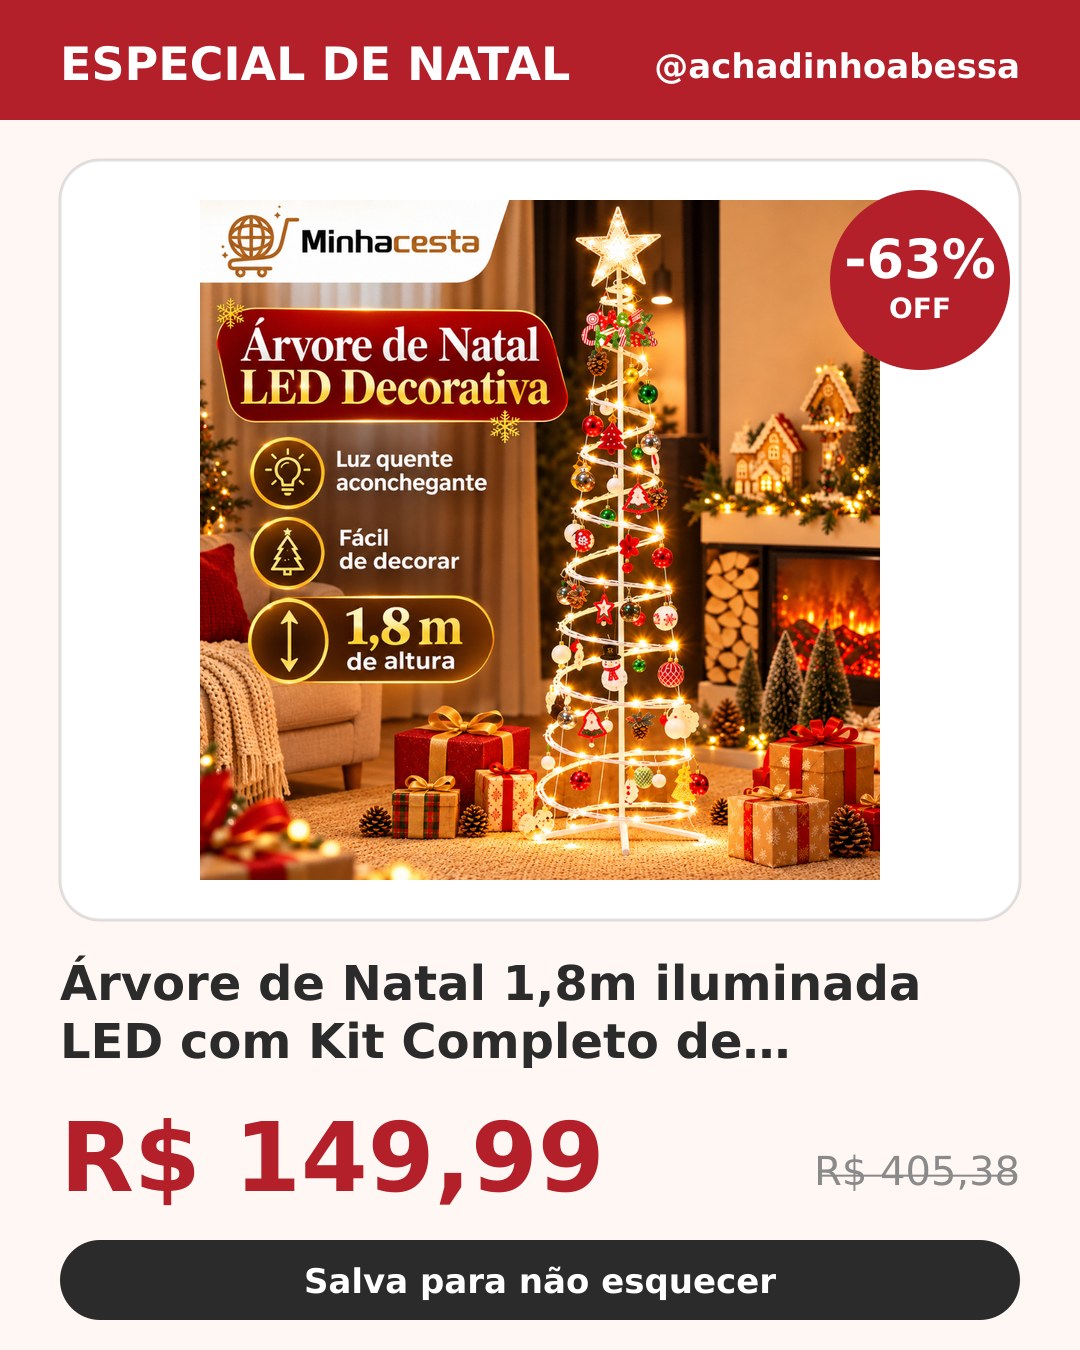 ESPECIAL DE NATAL
@achadinhoabessa
Minhacesta
-63%
OFF
Árvore de Natal
LED Decorativa
Luz quente
aconchegante
Fácil
de decorar
1,8 m
de altura
Árvore de Natal 1,8m iluminada
LED com Kit Completo de...
R$ 149,99
R$ 405,38
Salva para não esquecer